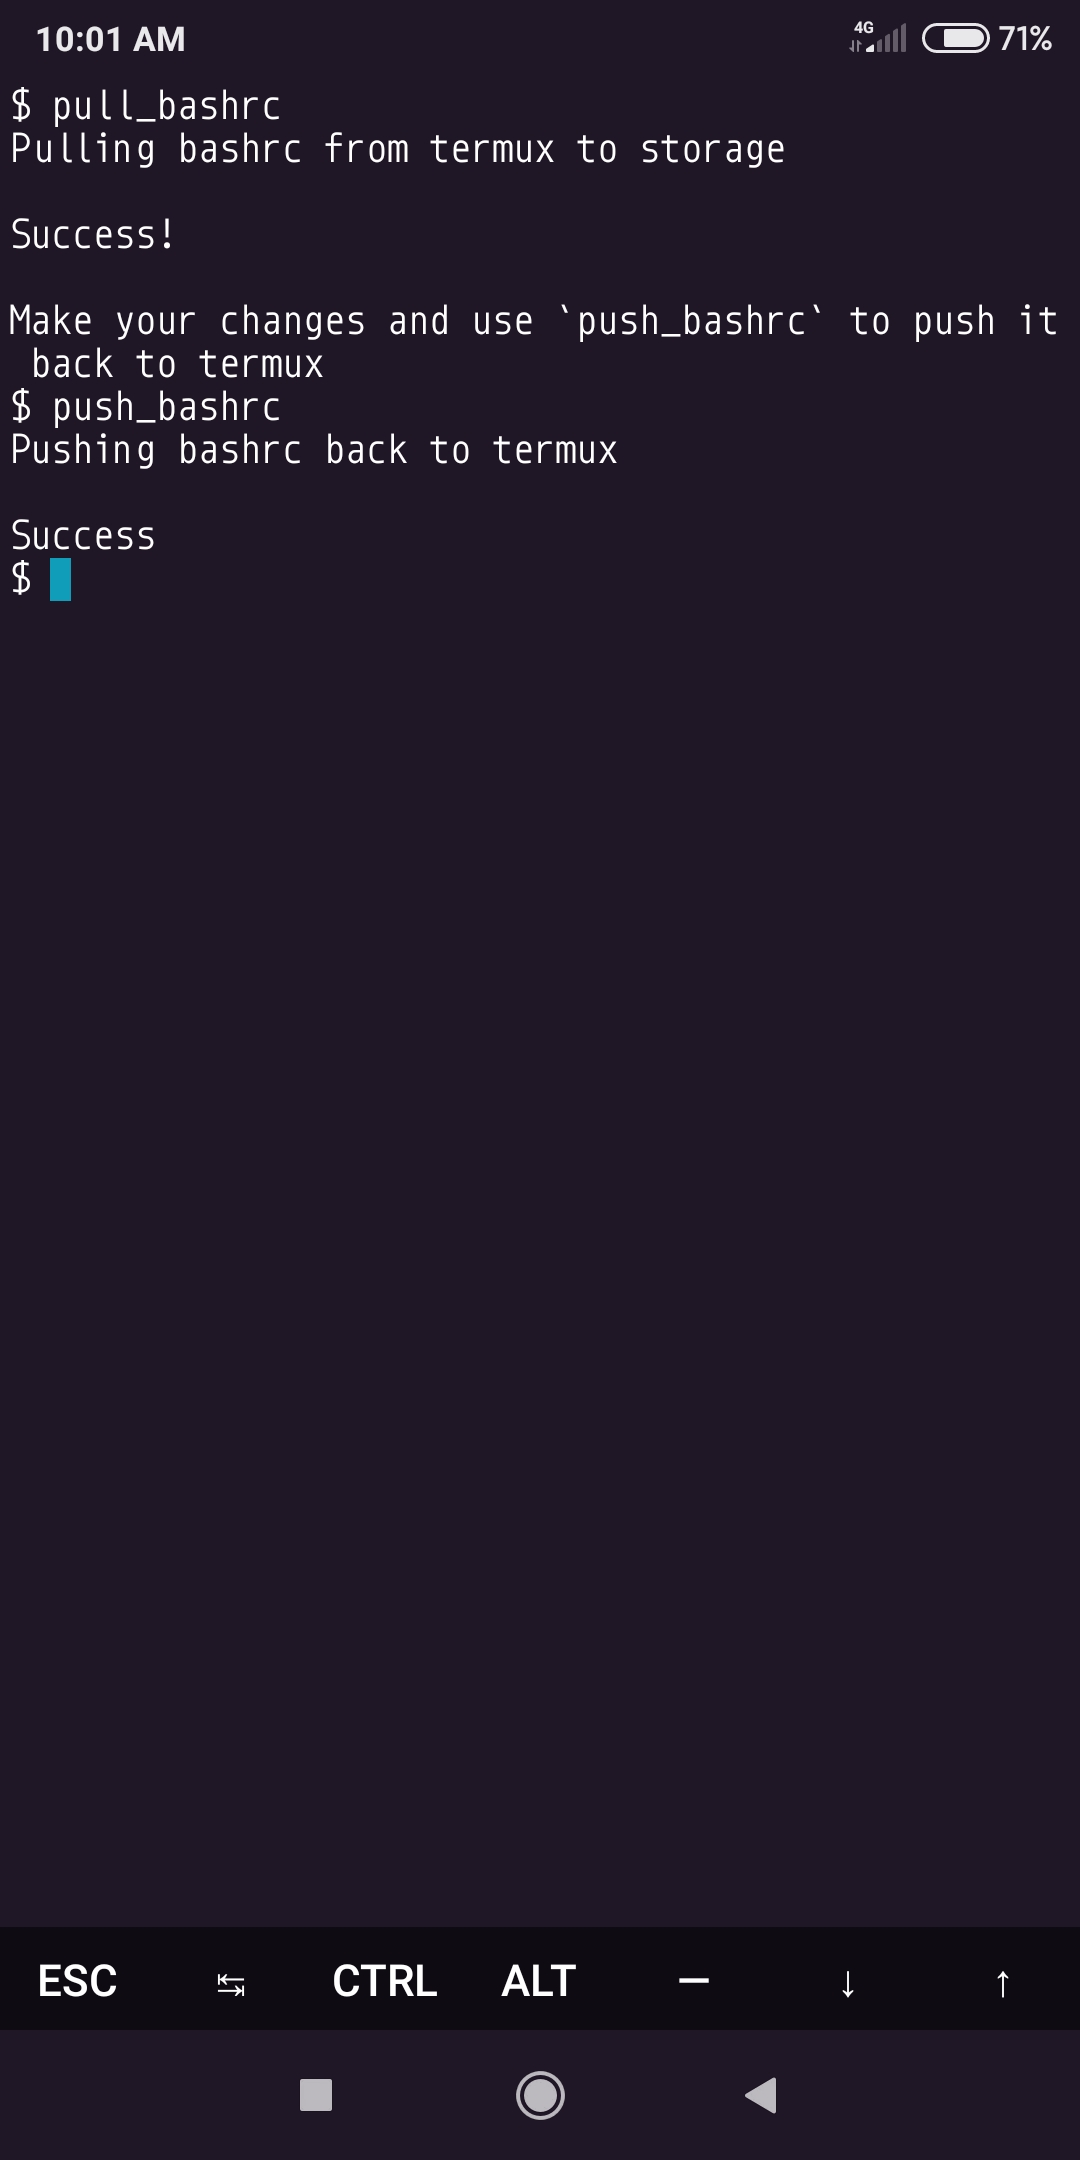 10:01 AM
4G
71%
$ pull_bashrc
Pulling bashrc from termux to storage
Success!
Make your changes and use `push_bashrc` to push it
back to termux
$ push_bashrc
Pushing bashrc back to termux
Success
$
ESC ↹ CTRL ALT – ↓ ↑